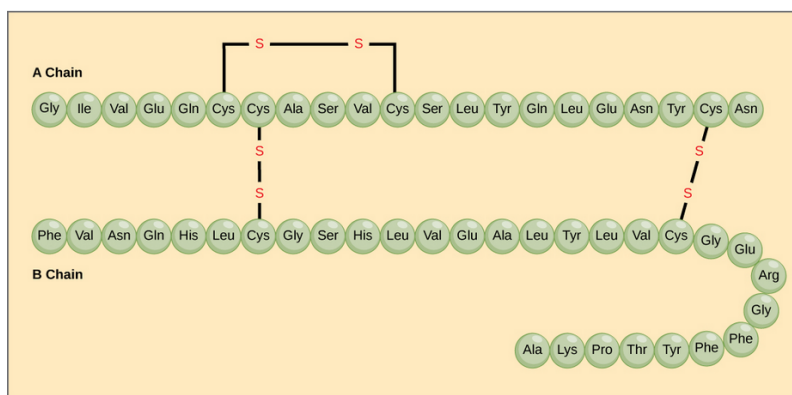 S S
A Chain
Gly Ile Val Glu Gln Cys Cys Ala Ser Val Cys Ser Leu Tyr Gln Leu Glu Asn Tyr Cys Asn
S S
S S
Phe Val Asn Gln His Leu Cys Gly Ser His Leu Val Glu Ala Leu Tyr Leu Val Cys Gly Glu
B Chain
Arg
Gly
Ala Lys Pro Thr Tyr Phe Phe